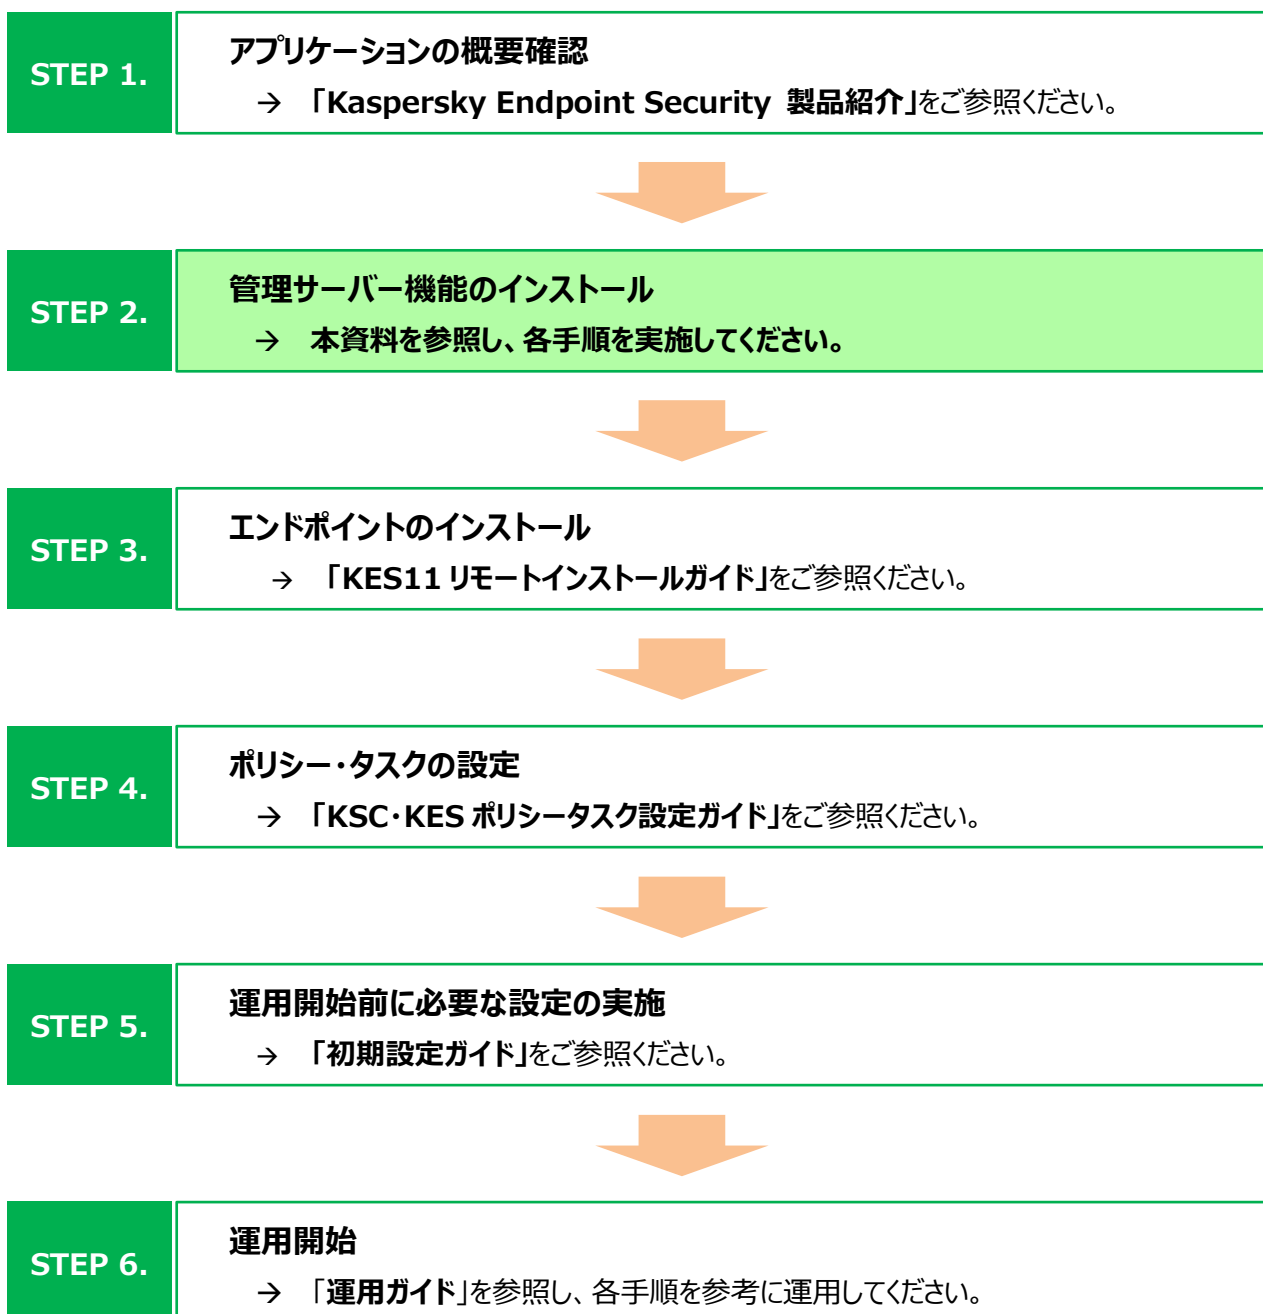 STEP 1.
アプリケーションの概要確認
→ 「Kaspersky Endpoint Security 製品紹介」をご参照ください。
STEP 2.
管理サーバー機能のインストール
→ 本資料を参照し、各手順を実施してください。
STEP 3.
エンドポイントのインストール
→ 「KES11 リモートインストールガイド」をご参照ください。
STEP 4.
ポリシー・タスクの設定
→ 「KSC・KES ポリシータスク設定ガイド」をご参照ください。
STEP 5.
運用開始前に必要な設定の実施
→ 「初期設定ガイド」をご参照ください。
STEP 6.
運用開始
→ 「運用ガイド」を参照し、各手順を参考に運用してください。